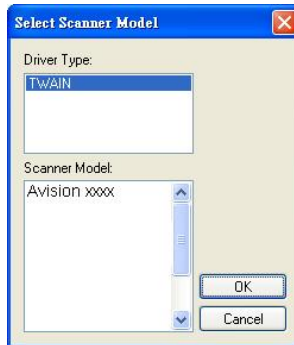 Select Scanner Model
Driver Type:
TWAIN
Scanner Model:
Avision xxxx
OK
Cancel